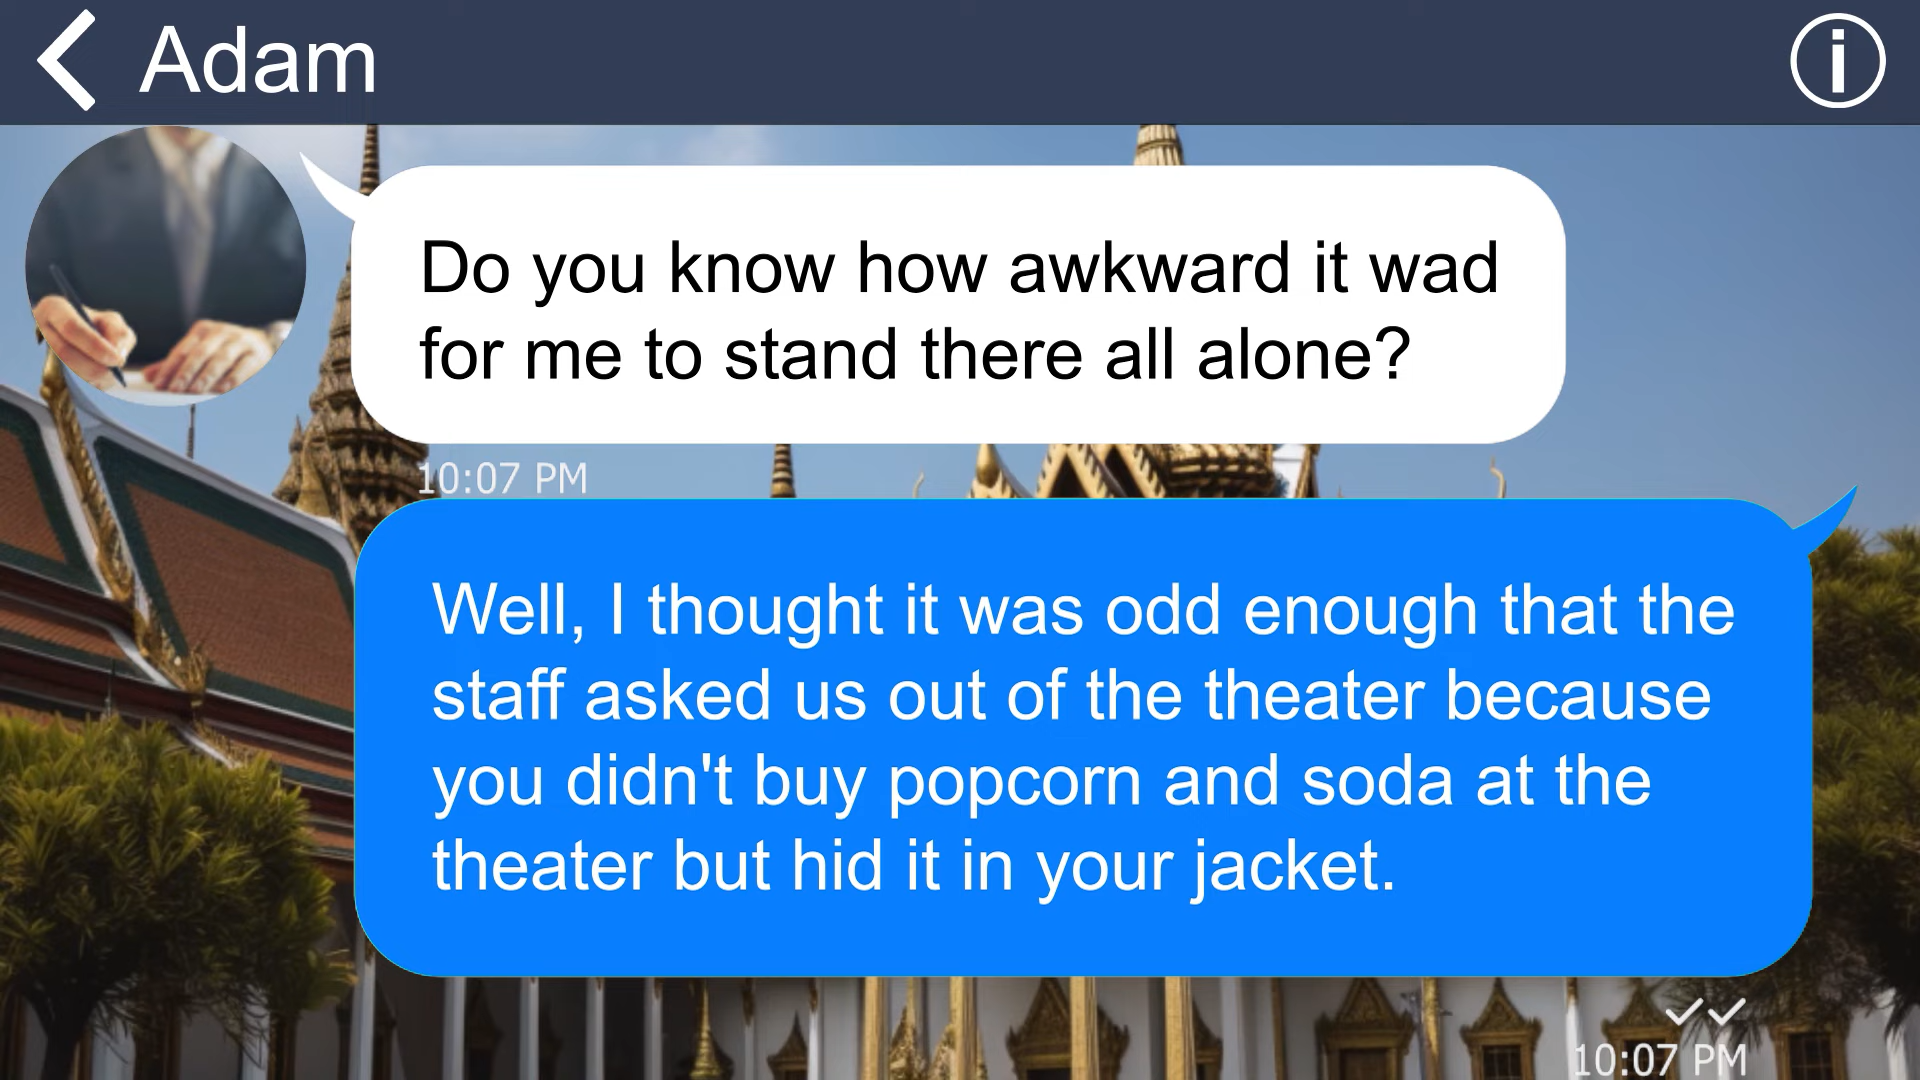 Adam
Do you know how awkward it wad
for me to stand there all alone?
10:07 PM
Well, I thought it was odd enough that the
staff asked us out of the theater because
you didn't buy popcorn and soda at the
theater but hid it in your jacket.
10:07 PM